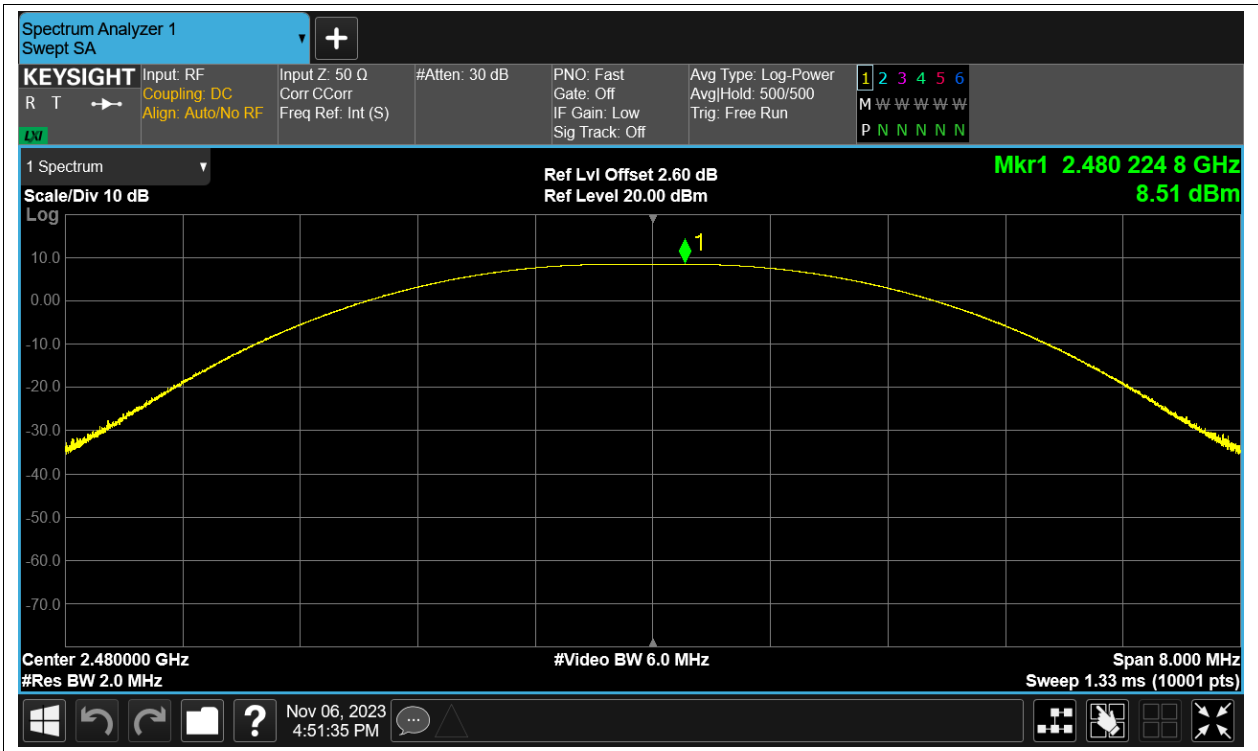 Spectrum Analyzer 1
Swept SA
KEYSIGHT
R T
LXI
Input: RF
Coupling: DC
Align: Auto/No RF
Input Z: 50 Ω
Corr CCorr
Freq Ref: Int (S)
#Atten: 30 dB
PNO: Fast
Gate: Off
IF Gain: Low
Sig Track: Off
Avg Type: Log-Power
Avg|Hold: 500/500
Trig: Free Run
1 2 3 4 5 6
M W W W W W
P N N N N N
1 Spectrum
Scale/Div 10 dB
Log
Ref Lvl Offset 2.60 dB
Ref Level 20.00 dBm
Mkr1 2.480 224 8 GHz
8.51 dBm
1
10.0
0.00
-10.0
-20.0
-30.0
-40.0
-50.0
-60.0
-70.0
Center 2.480000 GHz
#Res BW 2.0 MHz
#Video BW 6.0 MHz
Span 8.000 MHz
Sweep 1.33 ms (10001 pts)
?
Nov 06, 2023
4:51:35 PM